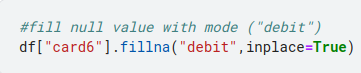 #fill null value with mode ("debit")
df["card6"].fillna("debit",inplace=True)